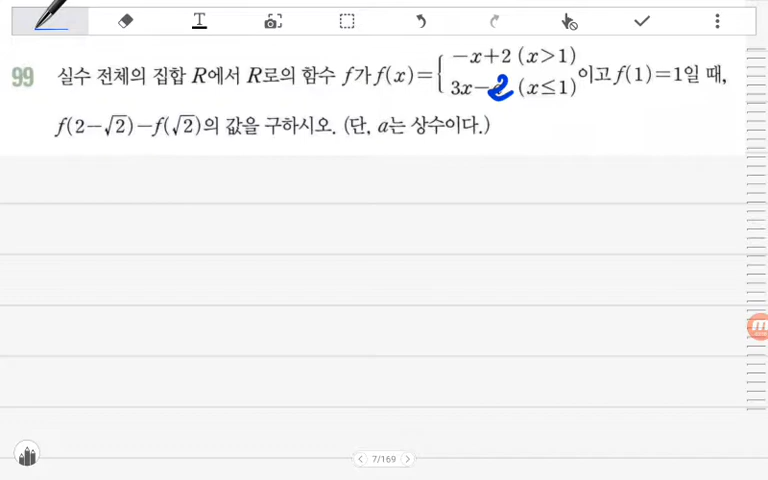 T
99 실수 전체의 집합 R에서 R로의 함수 f가 f(x)={ -x+2 (x>1)
3x-2 (x≤1) 이고 f(1)=1일 때,
f(2-√2)-f(√2)의 값을 구하시오. (단, a는 상수이다.)
7/169